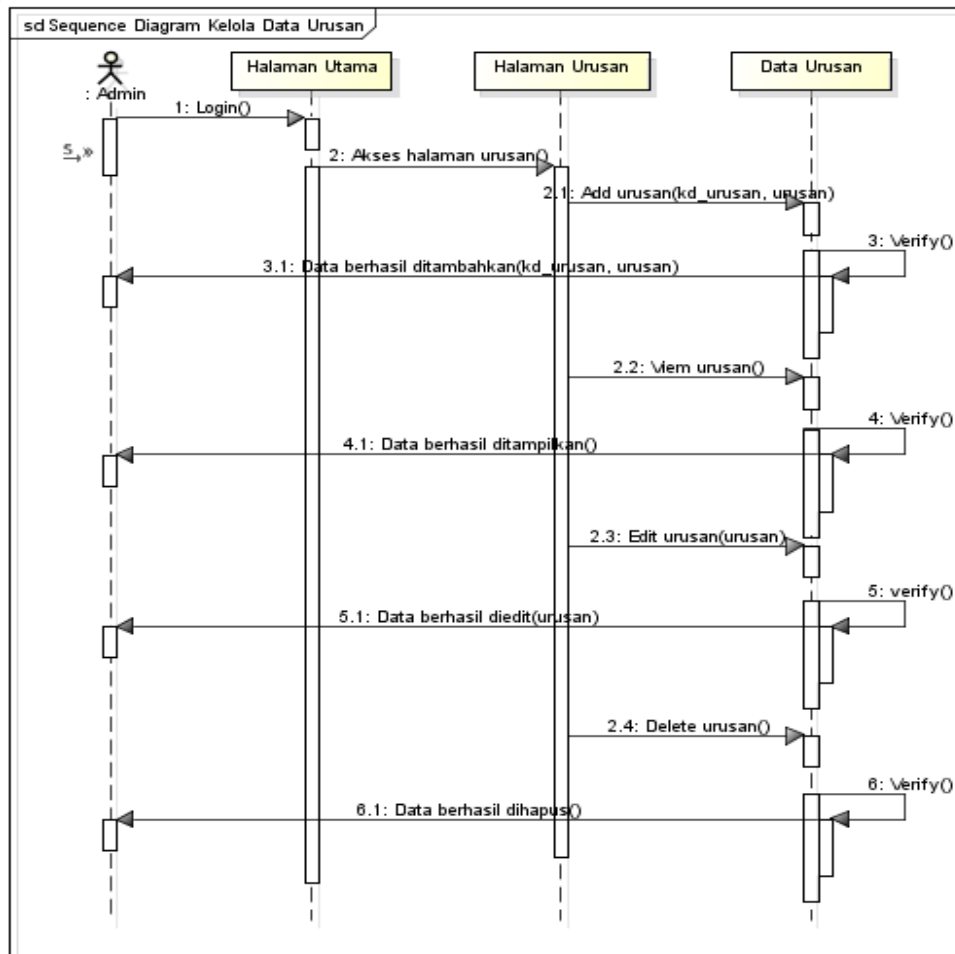 sd Sequence Diagram Kelola Data Urusan
: Admin
Halaman Utama
Halaman Urusan
Data Urusan
1: Login()
2: Akses halaman urusan()
2.1: Add urusan(kd_urusan, urusan)
3: Verify()
3.1: Data berhasil ditambahkan(kd_urusan, urusan)
2.2: Viem urusan()
4: Verify()
4.1: Data berhasil ditampilkan()
2.3: Edit urusan(urusan)
5: verify()
5.1: Data berhasil diedit(urusan)
2.4: Delete urusan()
6: Verify()
6.1: Data berhasil dihapus()